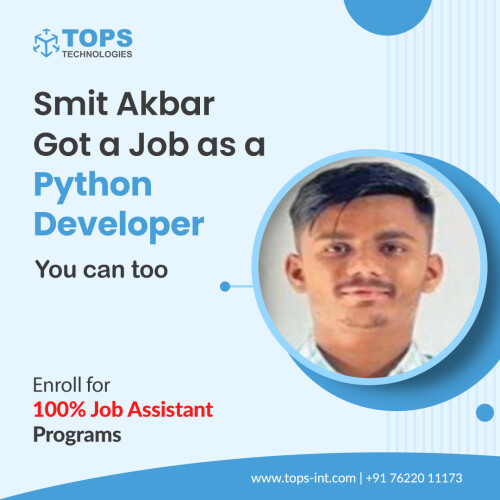 TOPS
TECHNOLOGIES
Smit Akbar
Got a Job as a
Python
Developer
You can too
Enroll for
100% Job Assistant
Programs
www.tops-int.com | +91 76220 11173